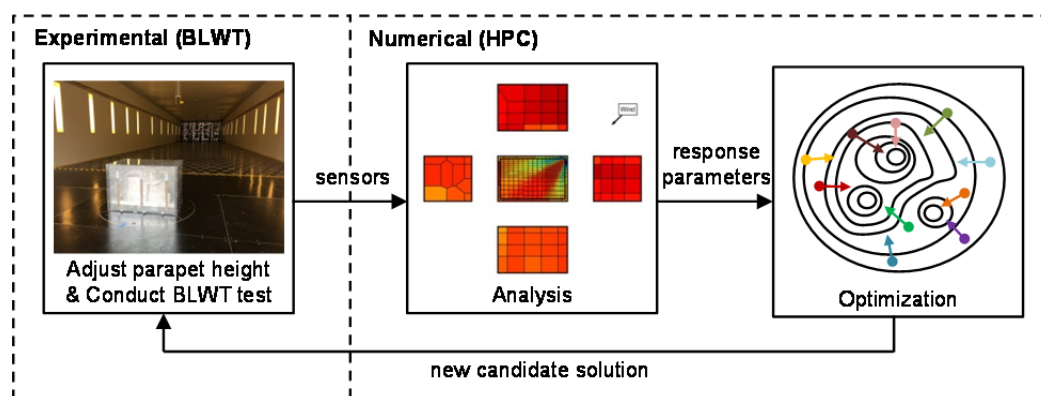 Experimental (BLWT)
Numerical (HPC)
Adjust parapet height
& Conduct BLWT test
sensors
Wind
Analysis
response
parameters
Optimization
new candidate solution